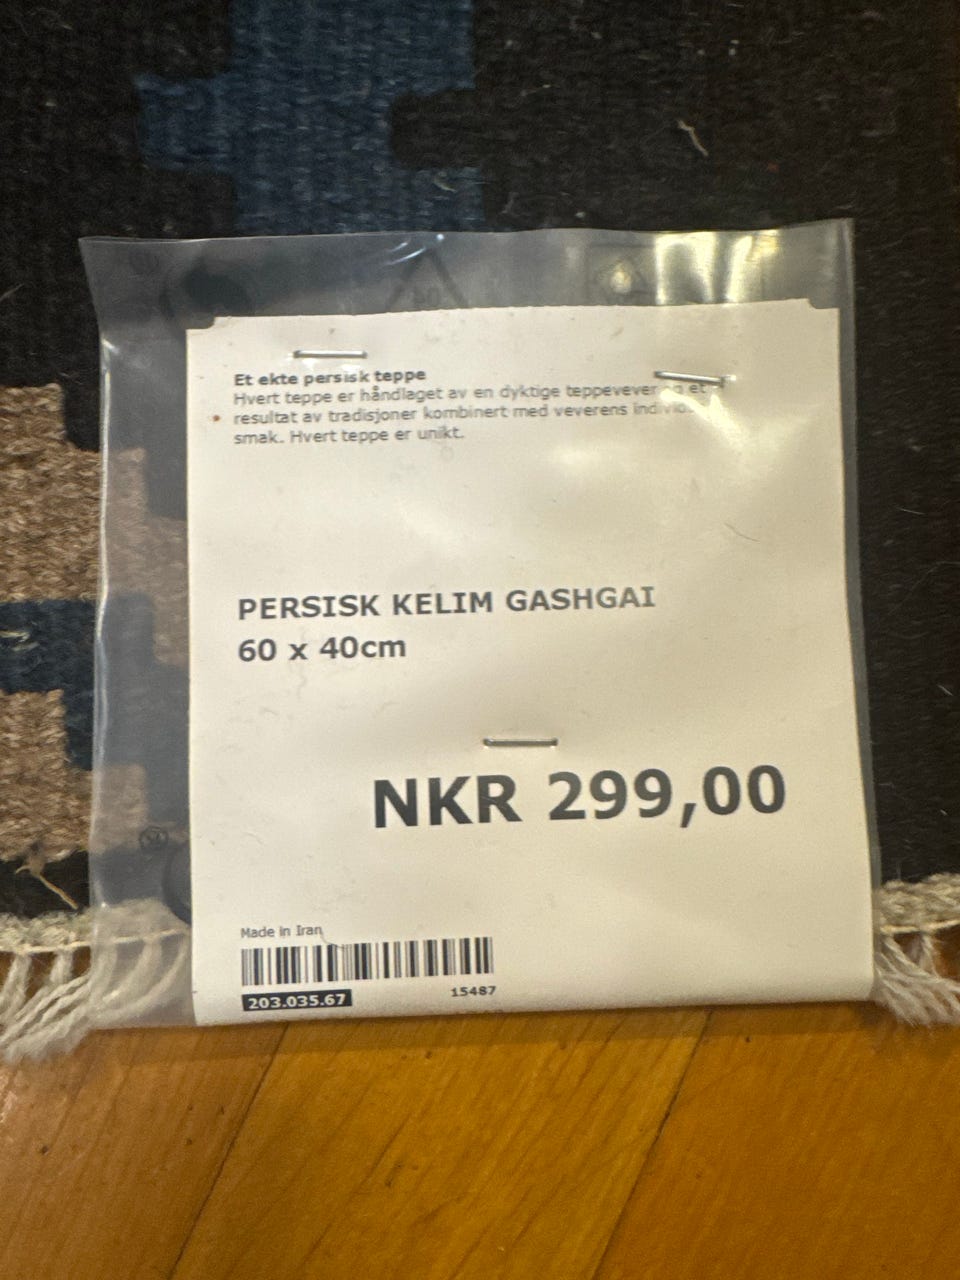 04
Et ekte persisk teppe
Hvert teppe er håndlaget av en dyktige teppevever et
resultat av tradisjoner kombinert med veverens
smak. Hvert teppe er unikt.
PERSISK KELIM GASHGAI
60 x 40cm
NKR 299,00
Made in Iran
203.035.67
15487